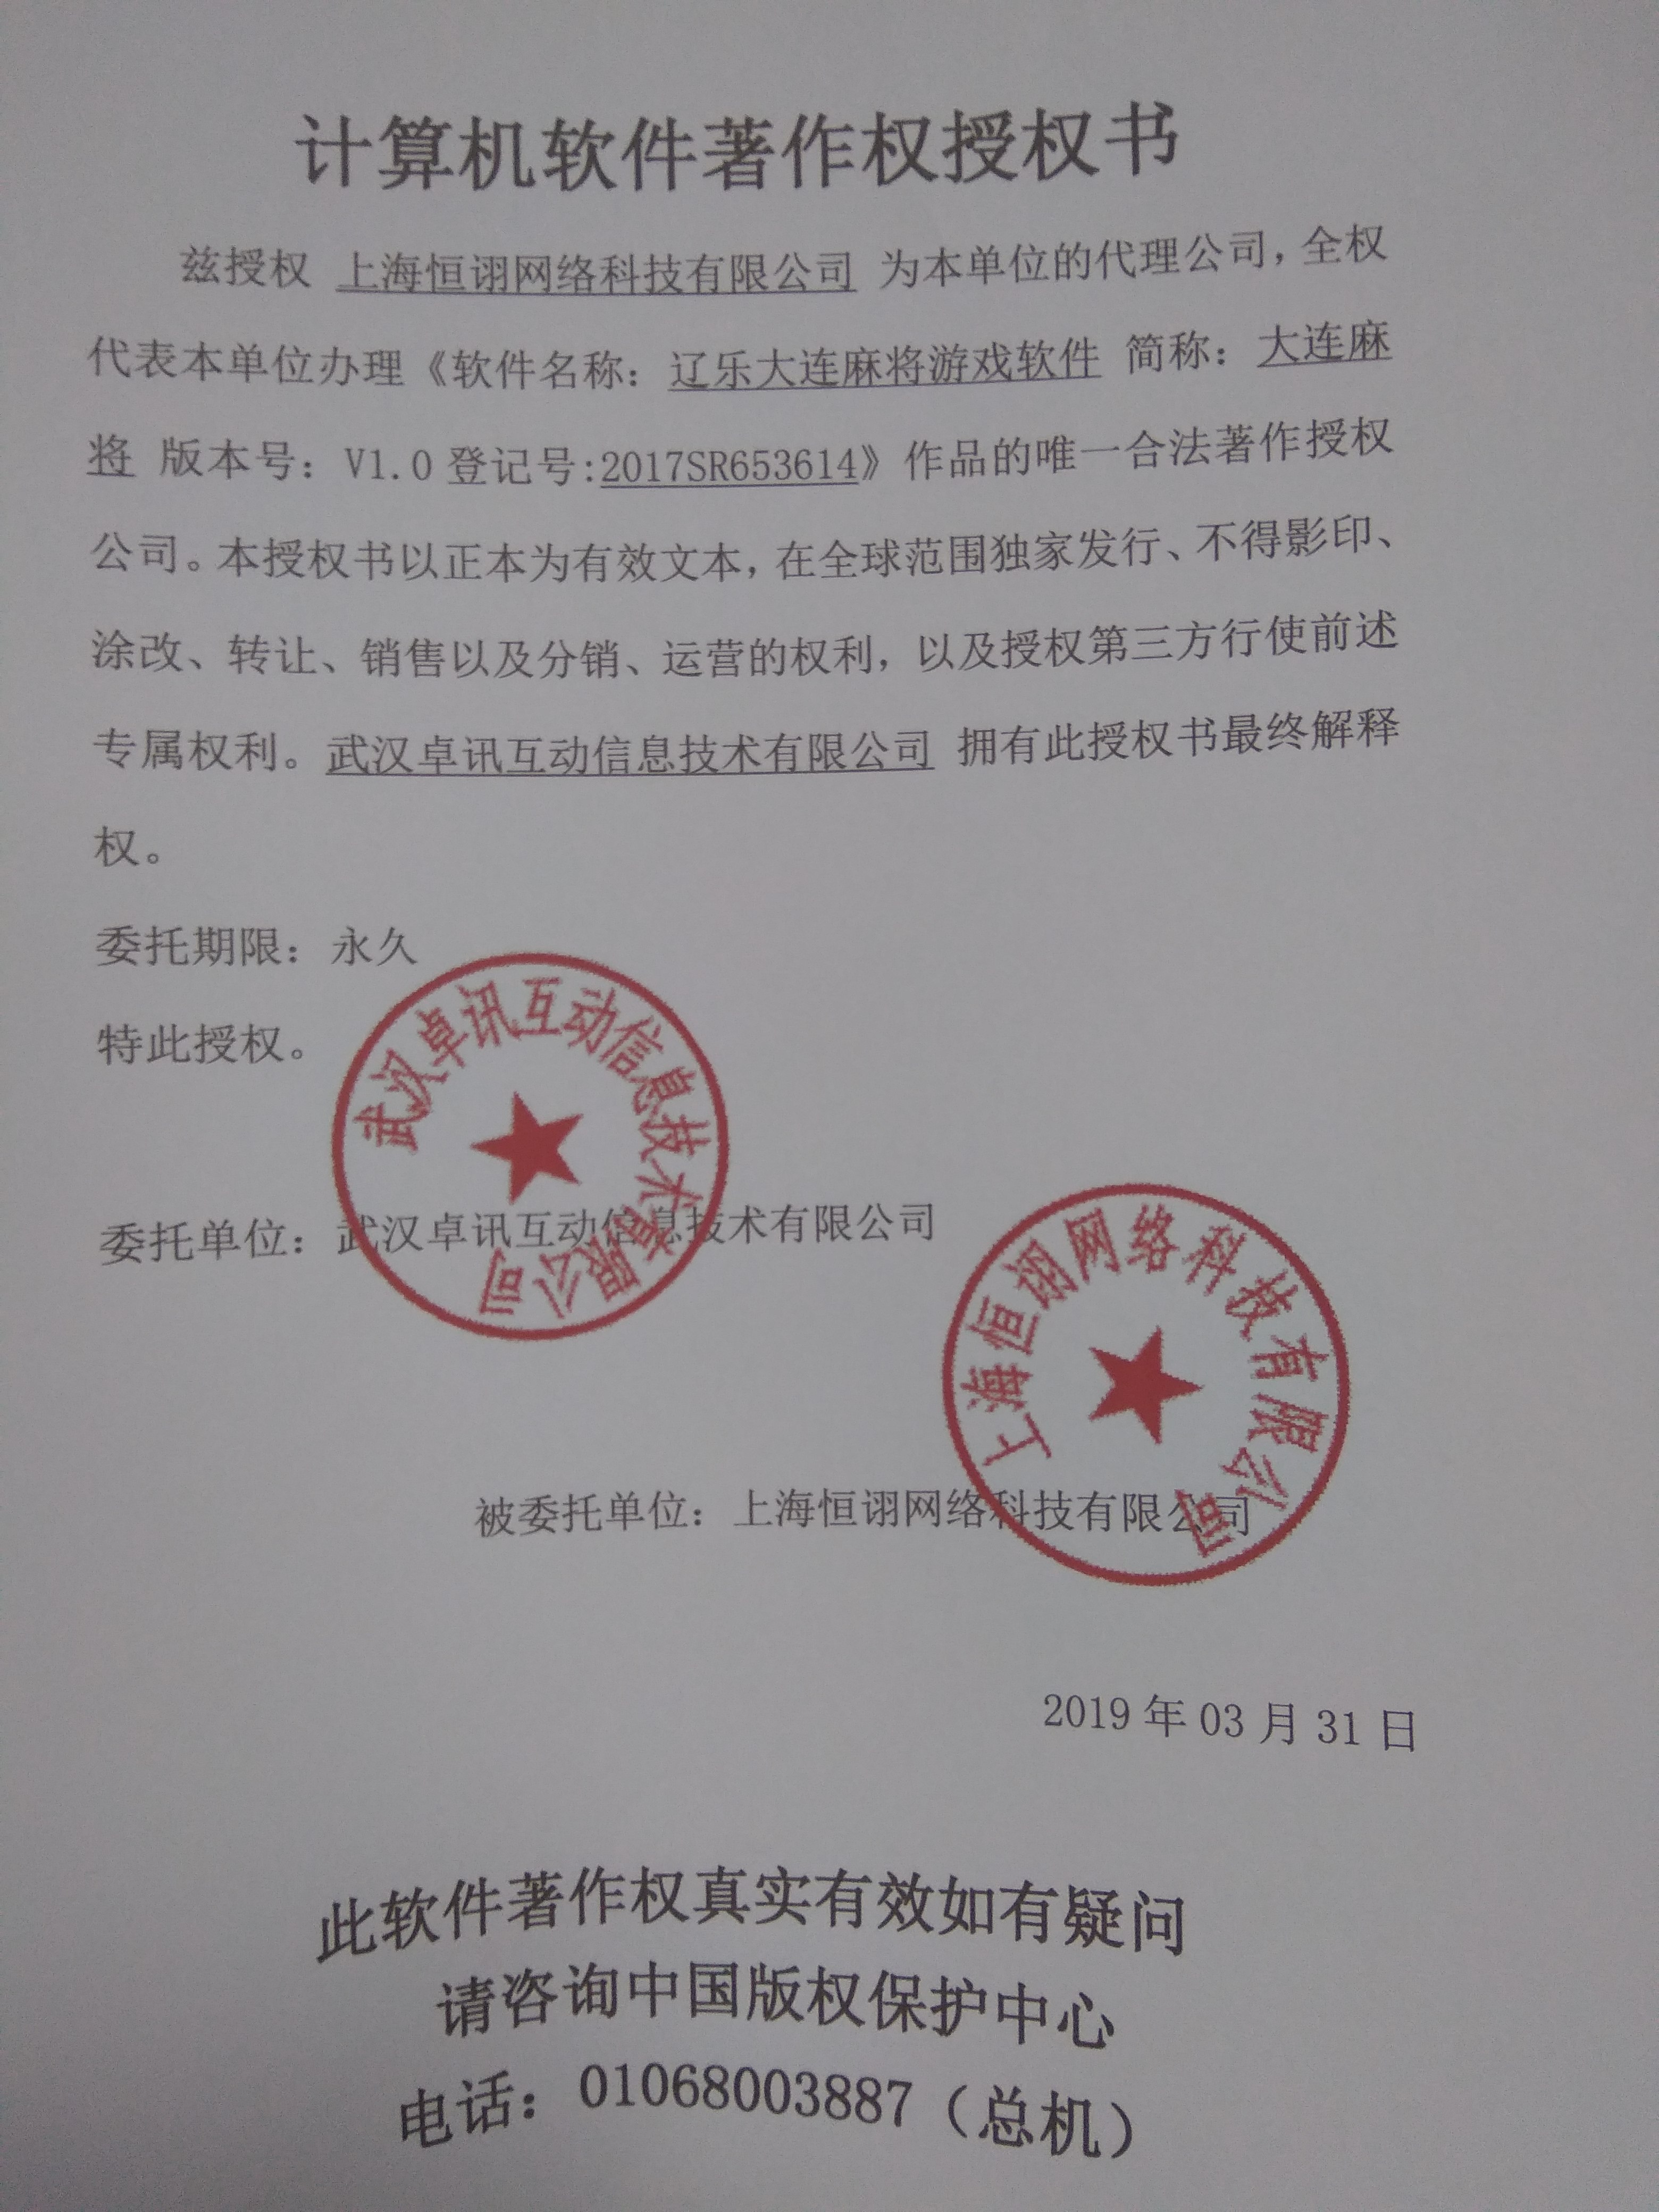 计算机软件著作权授权书
兹授权 上海恒诩网络科技有限公司 为本单位的代理公司，全权
代表本单位办理《软件名称：辽乐大连麻将游戏软件 简称：大连麻
将 版本号：V1.0登记号:2017SR653614》作品的唯一合法著作授权
公司。本授权书以正本为有效文本，在全球范围独家发行、不得影印、
涂改、转让、销售以及分销、运营的权利，以及授权第三方行使前述
专属权利。武汉卓讯互动信息技术有限公司 拥有此授权书最终解释
权。
委托期限：永久
特此授权。
武汉卓讯互动信息技术有限公司
委托单位：武汉卓讯互动信息技术有限公司
上海恒诩网络科技有限公司
被委托单位：上海恒诩网络科技有限公司
2019年03月31日
此软件著作权真实有效如有疑问
请咨询中国版权保护中心
电话：01068003887（总机）